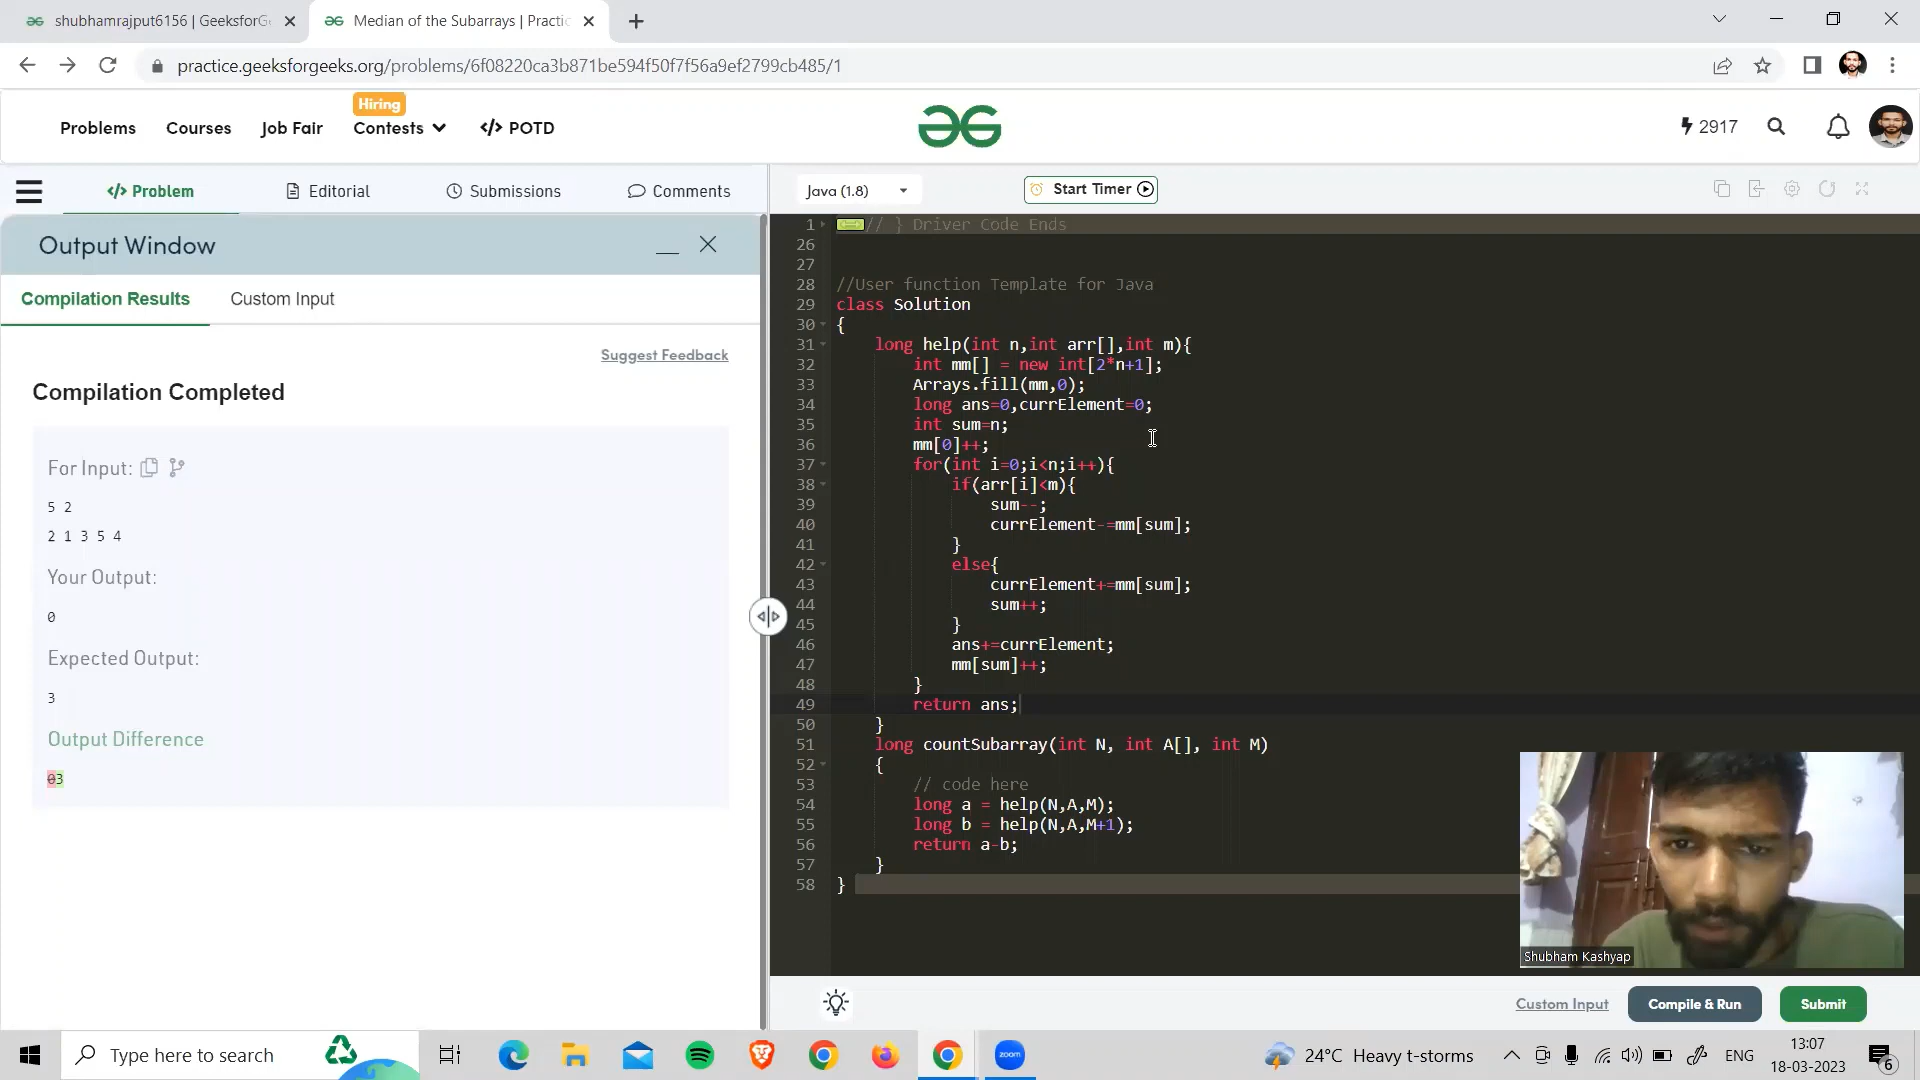 shubhamrajput6156 | GeeksforG
Median of the Subarrays | Practic
practice.geeksforgeeks.org/problems/6f08220ca3b871be594f50f7f56a9ef2799cb485/1
Hiring
Problems
Courses
Job Fair
Contests
</> POTD
2917
</> Problem
Editorial
Submissions
Comments
Java (1.8)
Start Timer
Output Window
Compilation Results
Custom Input
Suggest Feedback
Compilation Completed
For Input:
5 2
2 1 3 5 4
Your Output:
0
Expected Output:
3
Output Difference
03
1 // } Driver Code Ends
26
27
28 //User function Template for Java
29 class Solution
30 {
31 long help(int n,int arr[],int m){
32 int mm[] = new int[2*n+1];
33 Arrays.fill(mm,0);
34 long ans=0,currElement=0;
35 int sum=n;
36 mm[0]++;
37 for(int i=0;i<n;i++){
38 if(arr[i]<m){
39 sum--;
40 currElement-=mm[sum];
41 }
42 else{
43 currElement+=mm[sum];
44 sum++;
45 }
46 ans+=currElement;
47 mm[sum]++;
48 }
49 return ans;
50 }
51 long countSubarray(int N, int A[], int M)
52 {
53 // code here
54 long a = help(N,A,M);
55 long b = help(N,A,M+1);
56 return a-b;
57 }
58 }
Shubham Kashyap
Custom Input
Compile & Run
Submit
Type here to search
zoom
24°C Heavy t-storms
ENG
13:07
18-03-2023
6